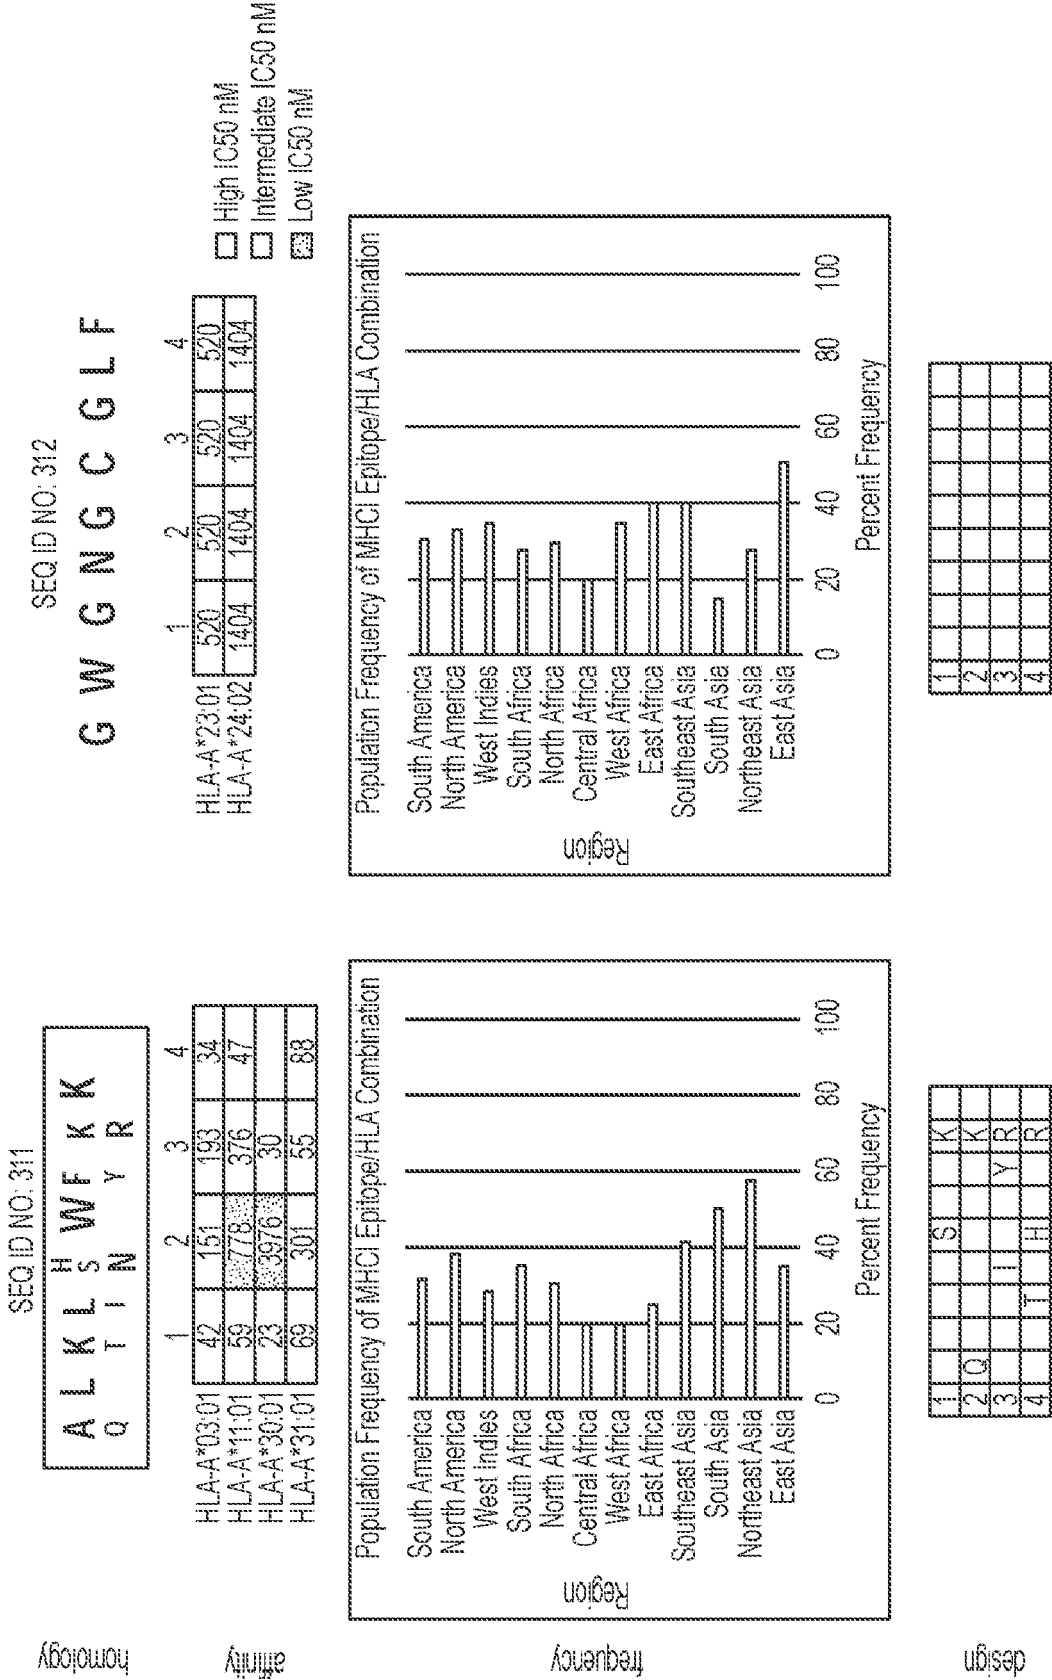 homology
SEQ ID NO: 311
H
A L K L S W F K K
Q T I N Y R
SEQ ID NO: 312
G W G N G C G L F
affinity
1 2 3 4
HLA-A*03:01 42 151 193 34
HLA-A*11:01 59 778 376 47
HLA-A*30:01 23 3976 30
HLA-A*31:01 69 301 55 88
1 2 3 4
HLA-A*23:01 520 520 520 520
HLA-A*24:02 1404 1404 1404 1404
High IC50 nM
Intermediate IC50 nM
Low IC50 nM
frequency
Population Frequency of MHCI Epitope/HLA Combination
Region
South America
North America
West Indies
South Africa
North Africa
Central Africa
West Africa
East Africa
Southeast Asia
South Asia
Northeast Asia
East Asia
0 20 40 60 80 100
Percent Frequency
Population Frequency of MHCI Epitope/HLA Combination
Region
South America
North America
West Indies
South Africa
North Africa
Central Africa
West Africa
East Africa
Southeast Asia
South Asia
Northeast Asia
East Asia
0 20 40 60 80 100
Percent Frequency
design
1 S K
2 Q K
3 I Y R
4 T H R
1
2
3
4